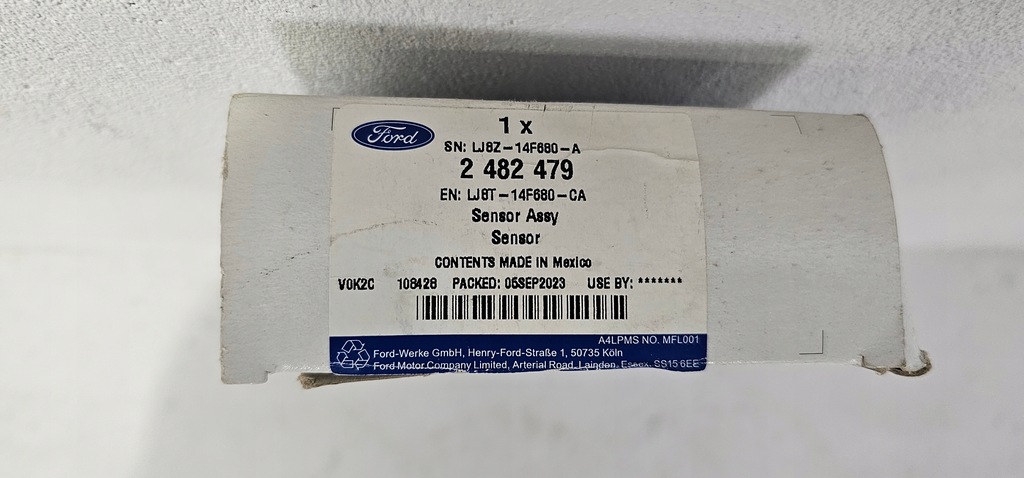 Ford
1 x
SN: LJ8Z-14F680-A
2 482 479
EN: LJ8T-14F680-CA
Sensor Assy
Sensor
CONTENTS MADE IN Mexico
V0K2C 108428 PACKED: 05SEP2023 USE BY: *******
A4LPMS NO. MFL001
Ford-Werke GmbH, Henry-Ford-Straße 1, 50735 Köln
Ford Motor Company Limited, Arterial Road, Laindon, Essex. SS15 6EE